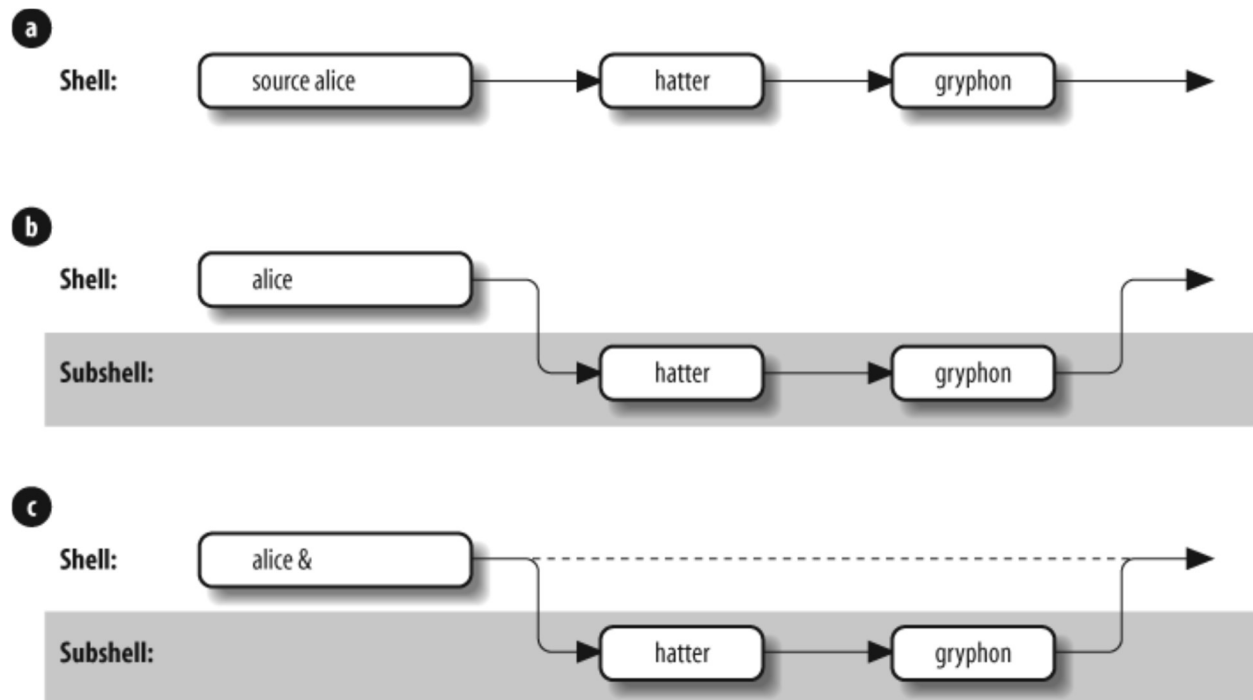 a
Shell: source alice hatter gryphon
b
Shell: alice
Subshell: hatter gryphon
c
Shell: alice &
Subshell: hatter gryphon